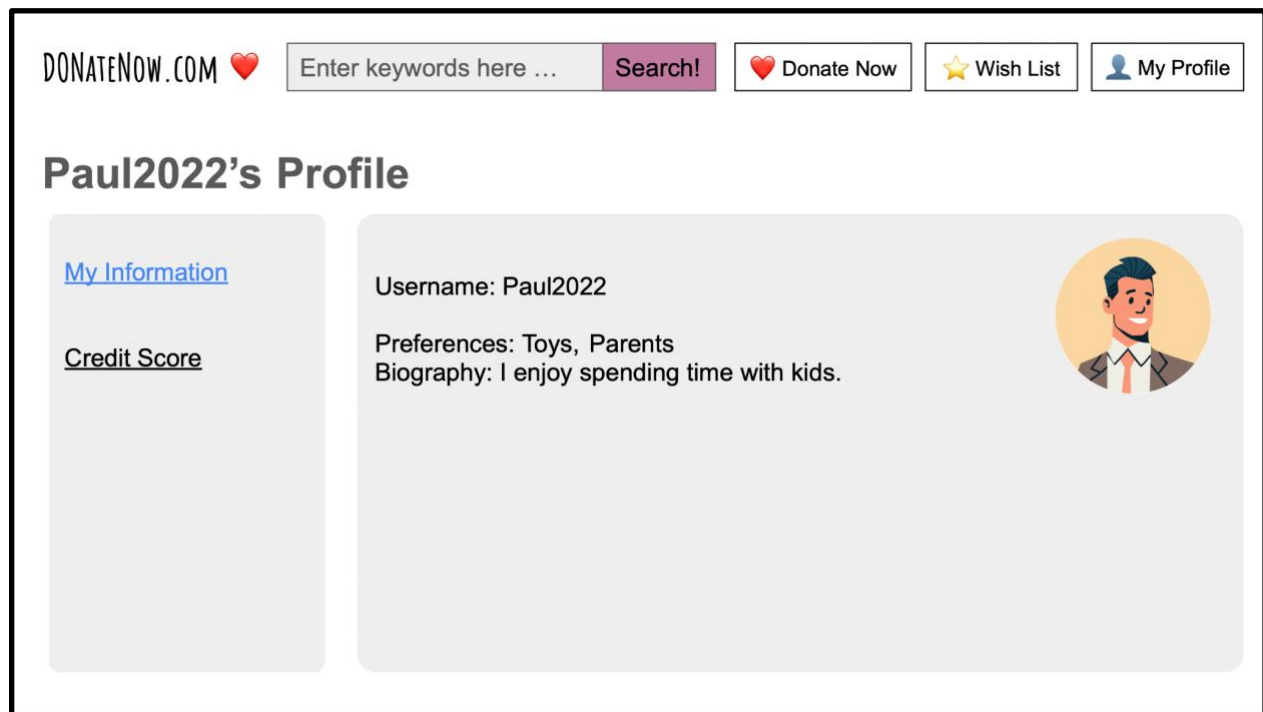 DONATENOW.COM ❤️
Enter keywords here … Search! ❤️ Donate Now ⭐ Wish List 👤 My Profile
Paul2022’s Profile
My Information
Credit Score
Username: Paul2022
Preferences: Toys, Parents
Biography: I enjoy spending time with kids.